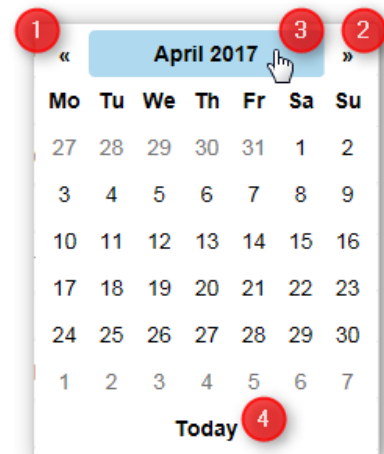 1 3 2
« April 2017 »
Mo Tu We Th Fr Sa Su
27 28 29 30 31 1 2
3 4 5 6 7 8 9
10 11 12 13 14 15 16
17 18 19 20 21 22 23
24 25 26 27 28 29 30
1 2 3 4 5 6 7
Today 4